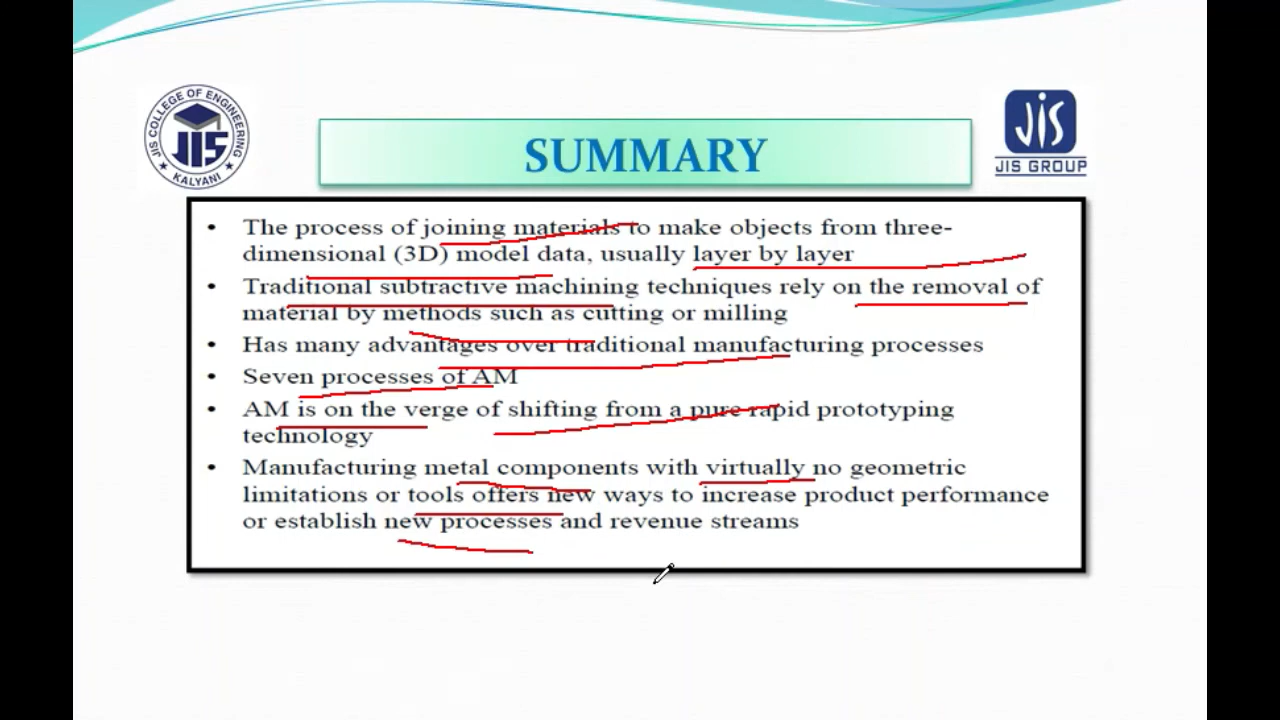 JIS COLLEGE OF ENGINEERING
JIS
KALYANI
SUMMARY
JIS
JIS GROUP
• The process of joining materials to make objects from three-
dimensional (3D) model data, usually layer by layer
• Traditional subtractive machining techniques rely on the removal of
material by methods such as cutting or milling
• Has many advantages over traditional manufacturing processes
• Seven processes of AM
• AM is on the verge of shifting from a pure rapid prototyping
technology
• Manufacturing metal components with virtually no geometric
limitations or tools offers new ways to increase product performance
or establish new processes and revenue streams